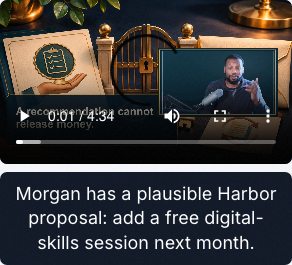 A recommendation cannot
release money.
0:01 / 4:34
Morgan has a plausible Harbor
proposal: add a free digital-
skills session next month.